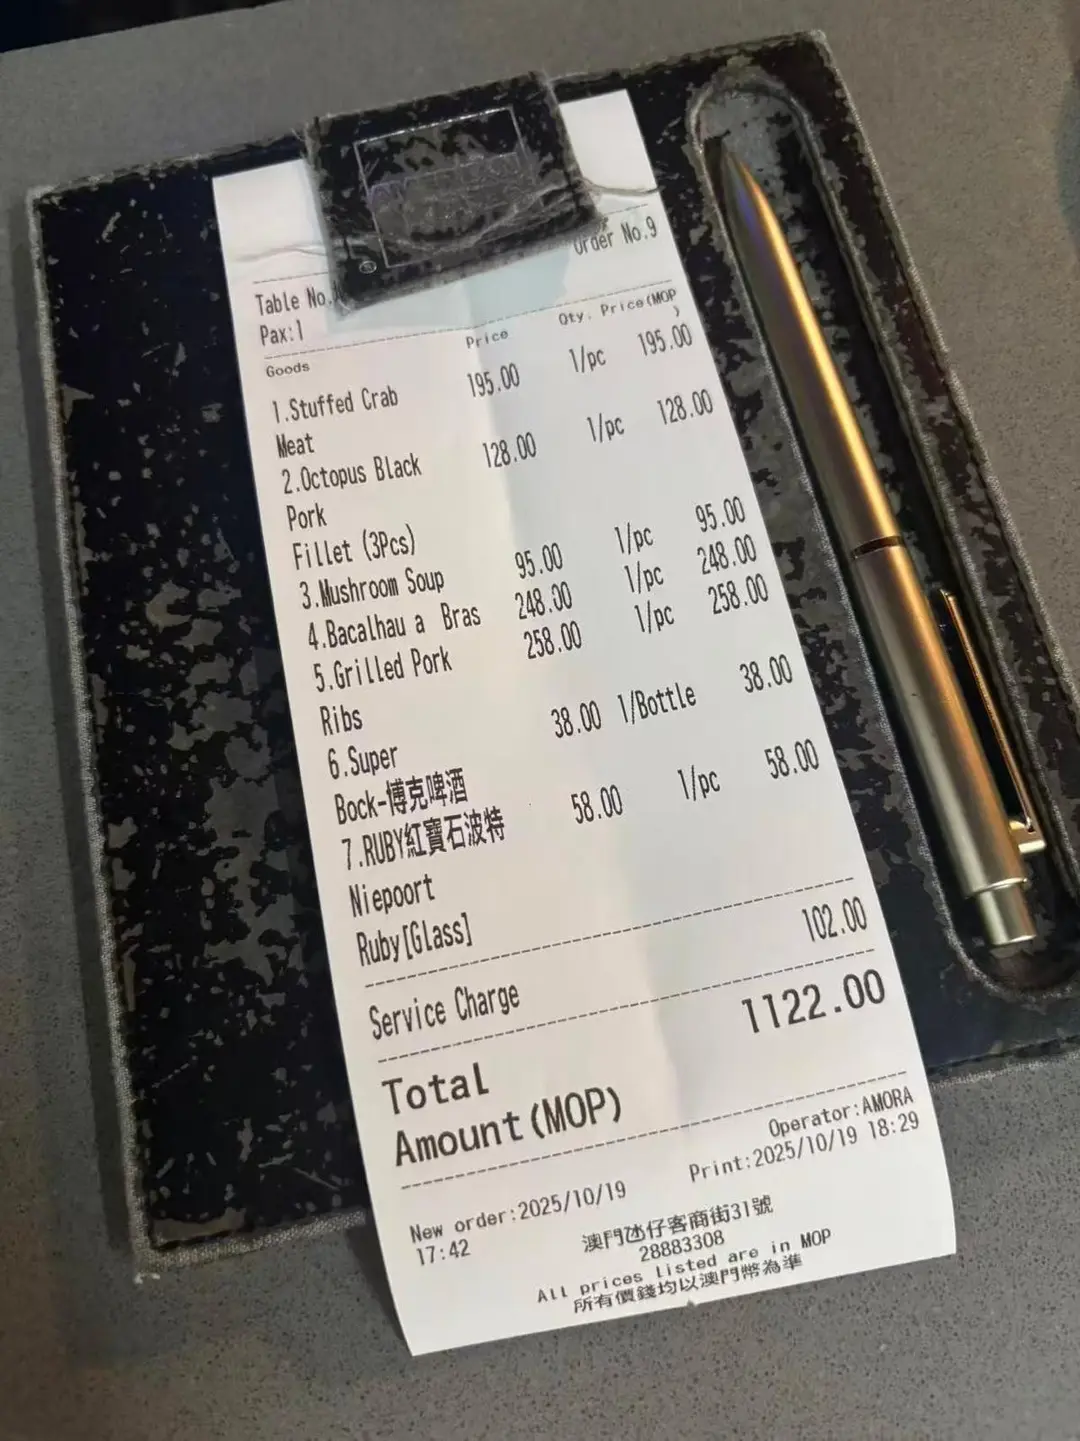 Order No.9
Table No.
Pax:1
Goods Price Qty. Price(MOP
)
1.Stuffed Crab 195.00 1/pc 195.00
Meat
2.Octopus Black 128.00 1/pc 128.00
Pork
Fillet (3Pcs)
3.Mushroom Soup 95.00 1/pc 95.00
4.Bacalhau a Bras 248.00 1/pc 248.00
5.Grilled Pork 258.00 1/pc 258.00
Ribs
6.Super 38.00 1/Bottle 38.00
Bock-博克啤酒
7.RUBY紅寶石波特 58.00 1/pc 58.00
Niepoort
Ruby[Glass]
Service Charge 102.00
Total 1122.00
Amount(MOP)
Operator:AMORA
New order:2025/10/19 Print:2025/10/19 18:29
17:42
澳門氹仔客商街31號
28883308
All prices listed are in MOP
所有價錢均以澳門幣為準